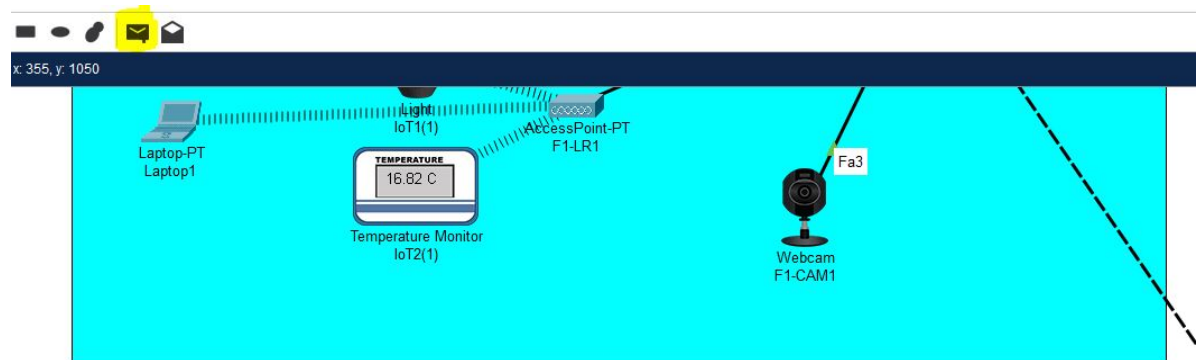 x: 355, y: 1050
Light
IoT1(1)
AccessPoint-PT
F1-LR1
Laptop-PT
Laptop1
TEMPERATURE
16.82 C
Temperature Monitor
IoT2(1)
Fa3
Webcam
F1-CAM1